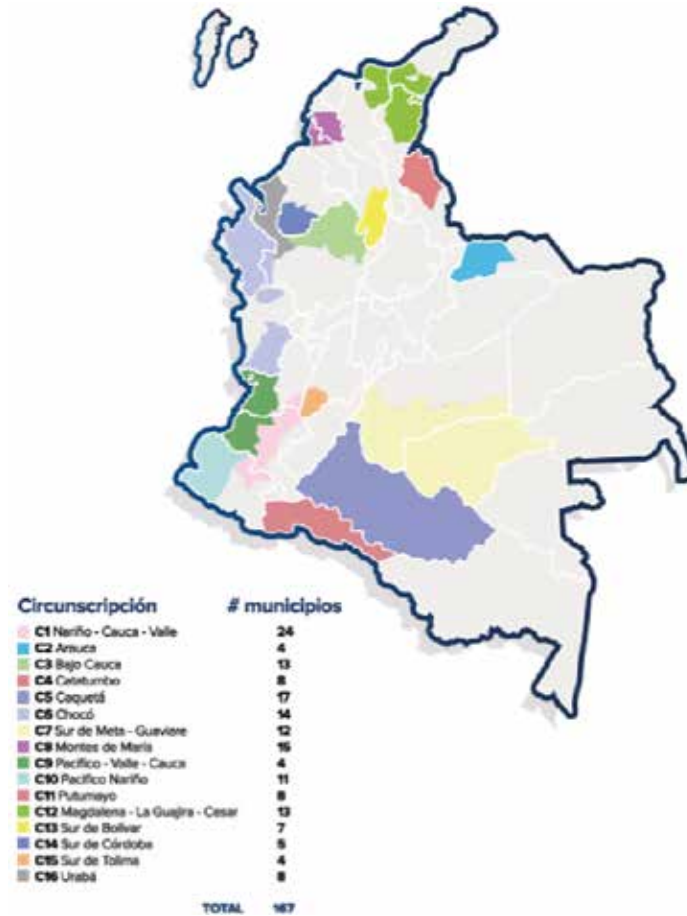 Circunscripción # municipios
C1 Nariño - Cauca - Valle 24
C2 Arauca 4
C3 Bajo Cauca 13
C4 Catatumbo 8
C5 Caquetá 17
C6 Chocó 14
C7 Sur de Meta - Guaviare 12
C8 Montes de María 15
C9 Pacífico - Valle - Cauca 4
C10 Pacífico Nariño 11
C11 Putumayo 8
C12 Magdalena - La Guajira - Cesar 13
C13 Sur de Bolívar 7
C14 Sur de Córdoba 5
C15 Sur de Tolima 4
C16 Urabá 8
TOTAL 167